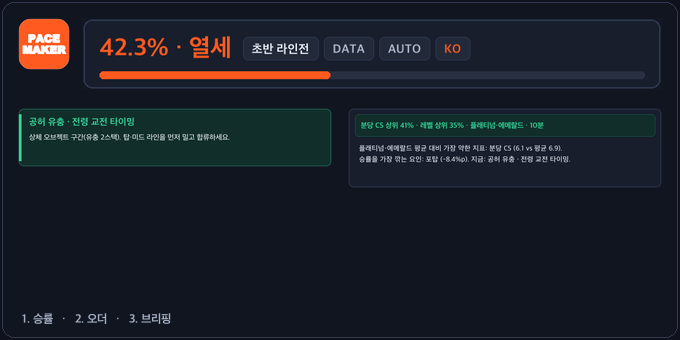 PACE
MAKER
42.3% · 열세 초반 라인전 DATA AUTO KO
공허 유충 · 전령 교전 타이밍
상체 오브젝트 구간(유충 2스택). 탑·미드 라인을 먼저 밀고 합류하세요.
분당 CS 상위 41% · 레벨 상위 35% · 플래티넘-에메랄드 · 10분
플래티넘-에메랄드 평균 대비 가장 약한 지표: 분당 CS (6.1 vs 평균 6.9).
승률을 가장 깎는 요인: 포탑 (-8.4%p). 지금: 공허 유충 · 전령 교전 타이밍.
1. 승률 · 2. 오더 · 3. 브리핑